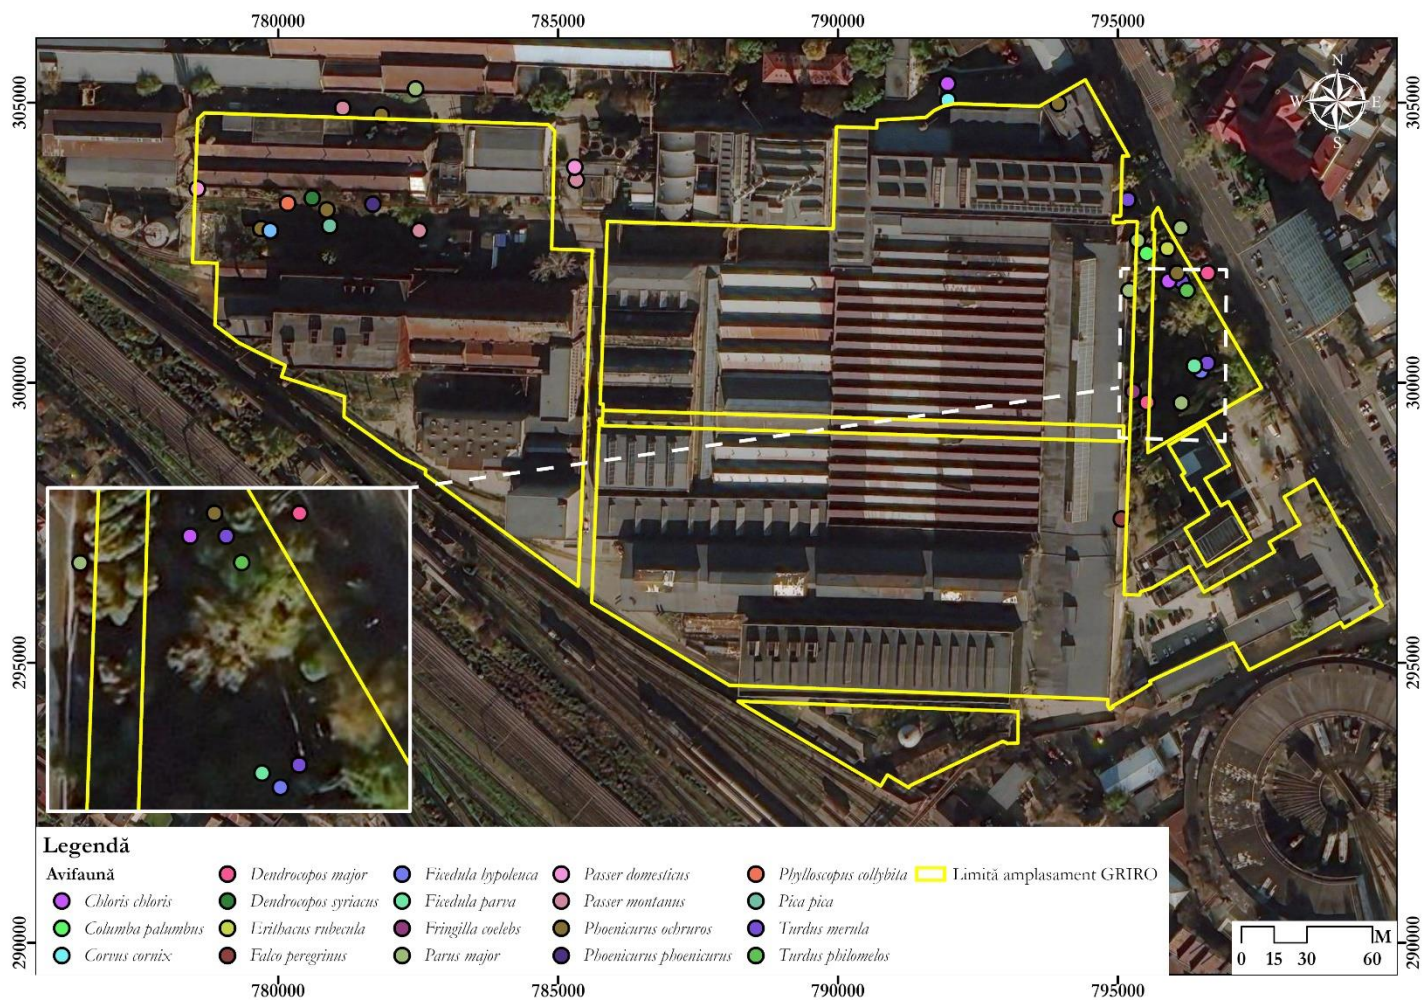 780000 785000 790000 795000
305000 305000
N
W E
S
300000 300000
295000 295000
290000 290000
Legendă
Avifaună
Chloris chloris
Columba palumbus
Corvus cornix
Dendrocopos major
Dendrocopos syriacus
Erithacus rubecula
Falco peregrinus
Ficedula hypoleuca
Ficedula parva
Fringilla coelebs
Parus major
Passer domesticus
Passer montanus
Phoenicurus ochruros
Phoenicurus phoenicurus
Phylloscopus collybita
Pica pica
Turdus merula
Turdus philomelos
Limită amplasament GRIRO
M
0 15 30 60
780000 785000 790000 795000